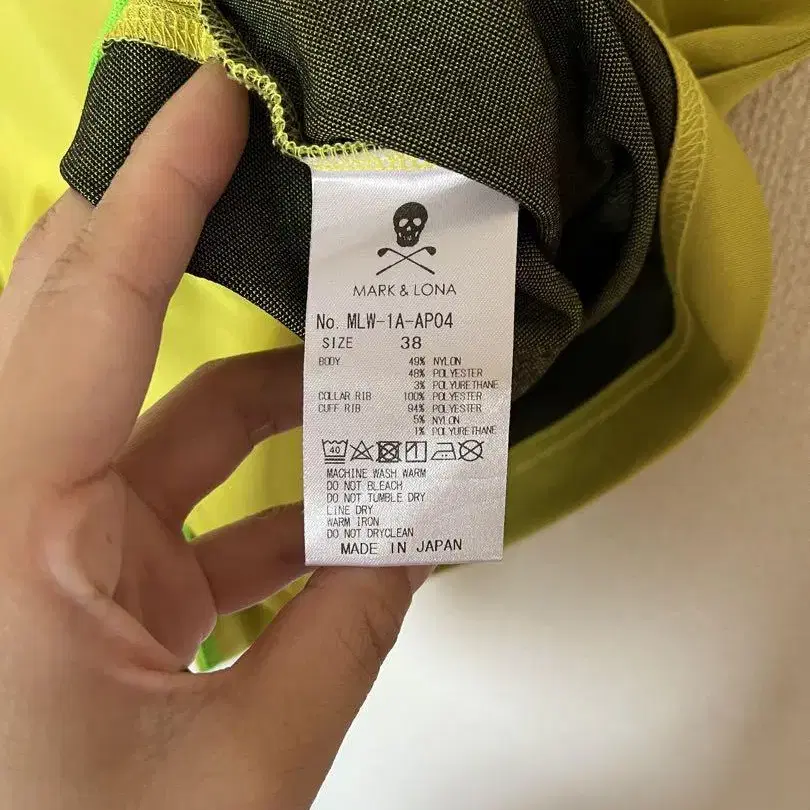 MARK & LONA
No. MLW-1A-AP04
SIZE 38
BODY 49% NYLON
48% POLYESTER
3% POLYURETHANE
COLLAR RIB 100% POLYESTER
CUFF RIB 94% POLYESTER
5% NYLON
1% POLYURETHANE
40
MACHINE WASH WARM
DO NOT BLEACH
DO NOT TUMBLE DRY
LINE DRY
WARM IRON
DO NOT DRYCLEAN
MADE IN JAPAN